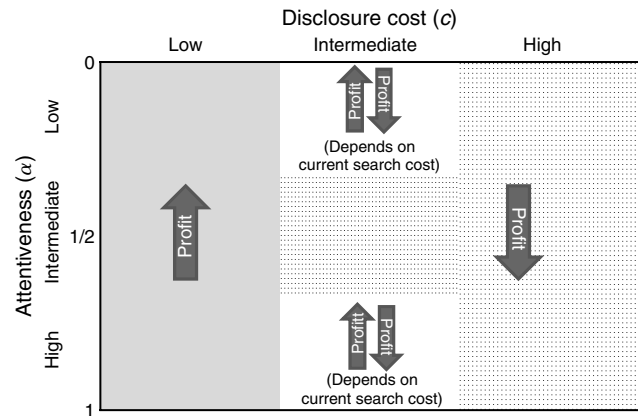 Disclosure cost (c)
Low Intermediate High
0
Low
Profit Profit
(Depends on
current search cost)
Attentiveness (α)
Intermediate
1/2
Profit
Profit
High
Profitt Profit
(Depends on
current search cost)
1